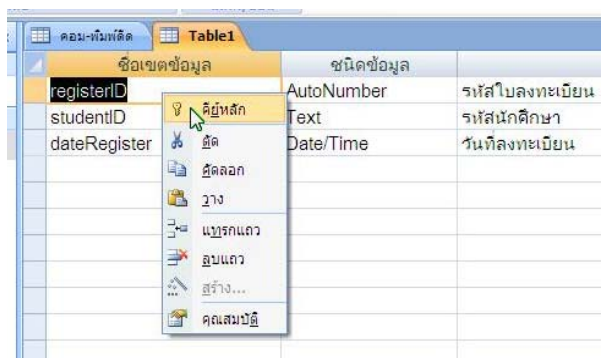 คอม-พิมพ์ดีด Table1
ชื่อเขตข้อมูล ชนิดข้อมูล
registerID AutoNumber รหัสใบลงทะเบียน
studentID Text รหัสนักศึกษา
dateRegister Date/Time วันที่ลงทะเบียน
คีย์หลัก
ตัด
คัดลอก
วาง
แทรกแถว
ลบแถว
สร้าง...
คุณสมบัติ